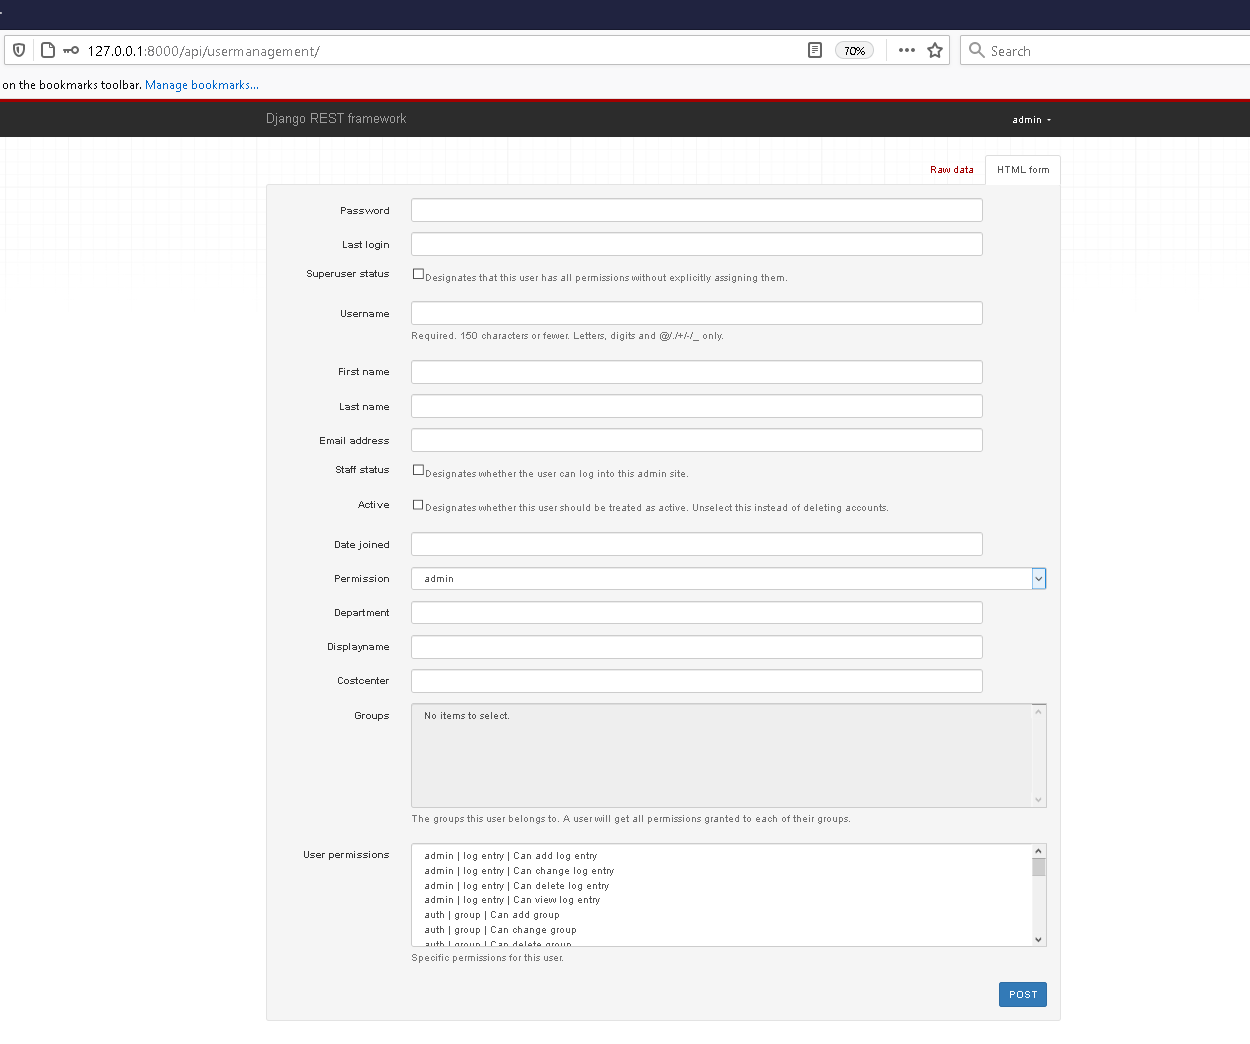 127.0.0.1:8000/api/usermanagement/
70%
Search
on the bookmarks toolbar. Manage bookmarks...
Django REST framework
admin
Raw data
HTML form
Password
Last login
Superuser status
Designates that this user has all permissions without explicitly assigning them.
Username
Required. 150 characters or fewer. Letters, digits and @/./+/-/_ only.
First name
Last name
Email address
Staff status
Designates whether the user can log into this admin site.
Active
Designates whether this user should be treated as active. Unselect this instead of deleting accounts.
Date joined
Permission
admin
Department
Displayname
Costcenter
Groups
No items to select.
The groups this user belongs to. A user will get all permissions granted to each of their groups.
User permissions
admin | log entry | Can add log entry
admin | log entry | Can change log entry
admin | log entry | Can delete log entry
admin | log entry | Can view log entry
auth | group | Can add group
auth | group | Can change group
auth | group | Can delete group
Specific permissions for this user.
POST